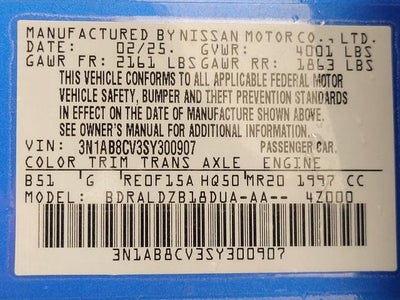 MANUFACTURED BY NISSAN MOTOR CO., LTD.
DATE: 02/25. GVWR: 4001 LBS
GAWR FR: 2161 LBS GAWR RR: 1863 LBS
THIS VEHICLE CONFORMS TO ALL APPLICABLE FEDERAL MOTOR
VEHICLE SAFETY, BUMPER AND THEFT PREVENTION STANDARDS
IN EFFECT ON THE DATE OF MANUFACTURE SHOWN ABOVE.
SEE OWNER'S MANUAL FOR ADDITIONAL INFORMATION.
VIN: 3N1AB8CV3SY300907 PASSENGER CAR.
COLOR TRIM TRANS AXLE ENGINE
B51 G RE0F15A HQ50 MR20 1997 CC
MODEL: BDRALDZB18DUA-AA-- 4Z000
3N1AB8CV3SY300907